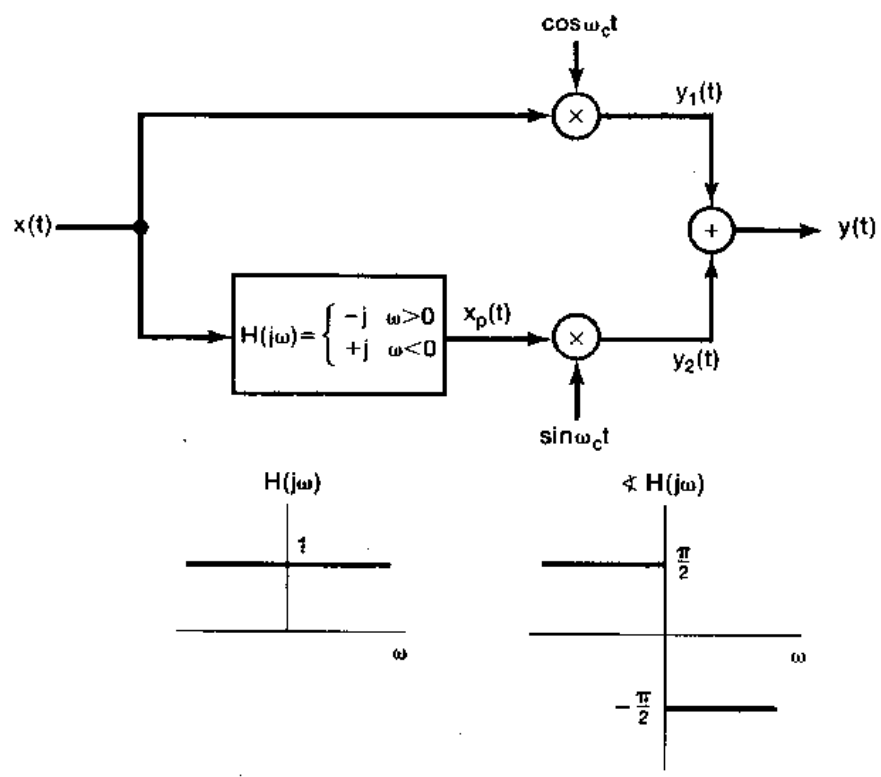 cos ω_c t
y₁(t)
x(t)
y(t)
H(jω) = { −j ω>0
+j ω<0
x_p(t)
y₂(t)
sin ω_c t
H(jω)
1
ω
∢ H(jω)
π/2
ω
−π/2